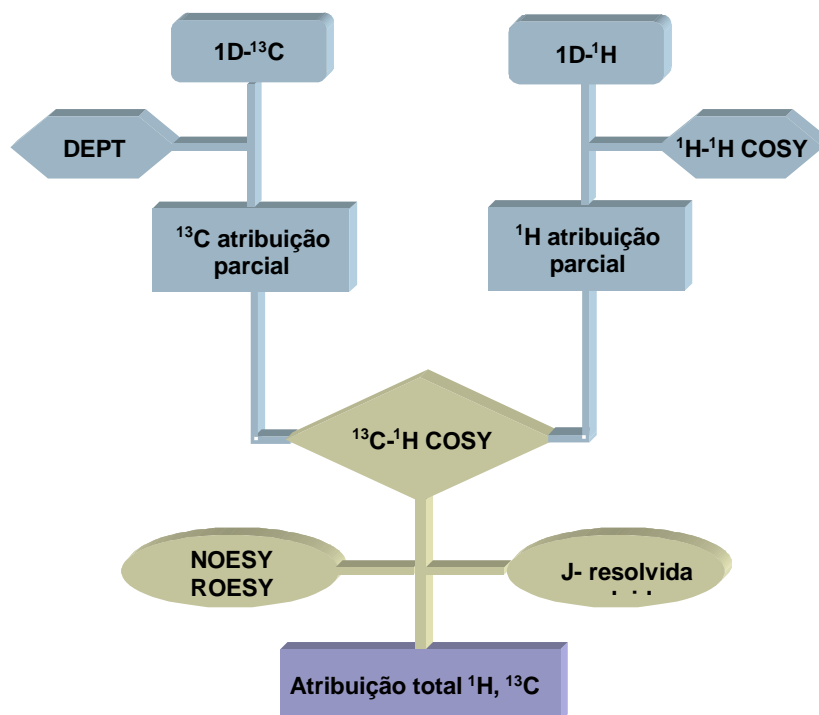 1D-¹³C
1D-¹H
DEPT
¹H-¹H COSY
¹³C atribuição
parcial
¹H atribuição
parcial
¹³C-¹H COSY
NOESY
ROESY
J- resolvida
Atribuição total ¹H, ¹³C